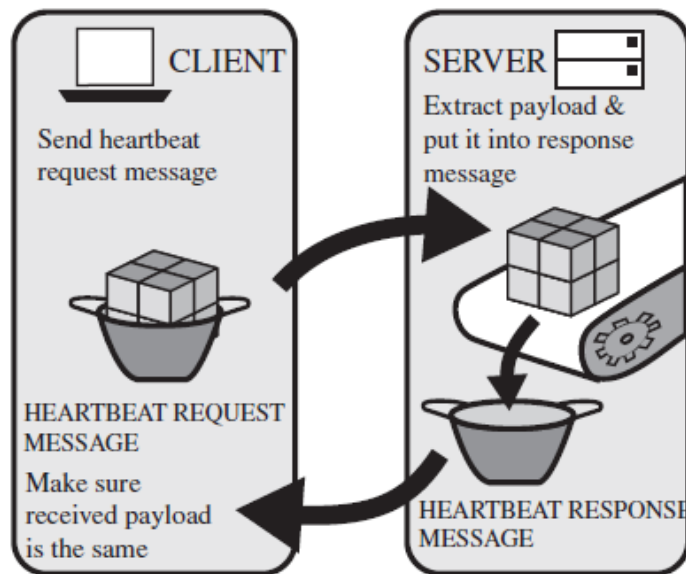 CLIENT
Send heartbeat
request message
HEARTBEAT REQUEST
MESSAGE
Make sure
received payload
is the same
SERVER
Extract payload &
put it into response
message
HEARTBEAT RESPONSE
MESSAGE